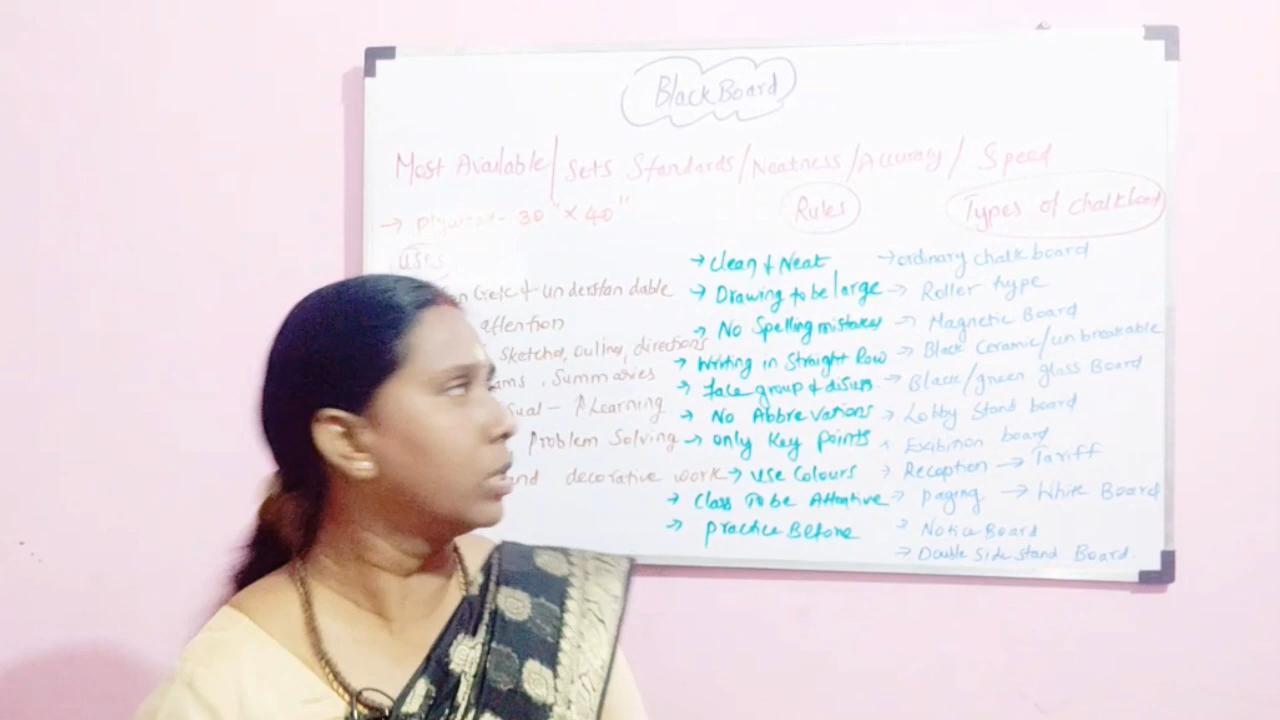 BlackBoard
Most Available/Sets Standards/Neatness/Accuracy/ Speed
→ 30" × 40"
Rules
Types of chalkboard
uses
understandable
attention
Sketches, directions
Summaries
Learning
Problem Solving
and decorative work
→ Clean & Neat
→ Drawing to be large
→ No Spelling mistakes
→ Writing in Straight Row
→ face group & discuss
→ No Abbrevations
→ only Key points
→ use Colours
→ Class To be Attentive
→ practice Before
→ ordinary chalk board
→ Roller type
→ Magnetic Board
→ Black Ceramic/unbreakable
→ Black/green glass Board
→ Lobby Stand board
Exibition board
→ Reception → Tariff
→ paging → White Board
→ Notice Board
→ Double Side Stand Board.